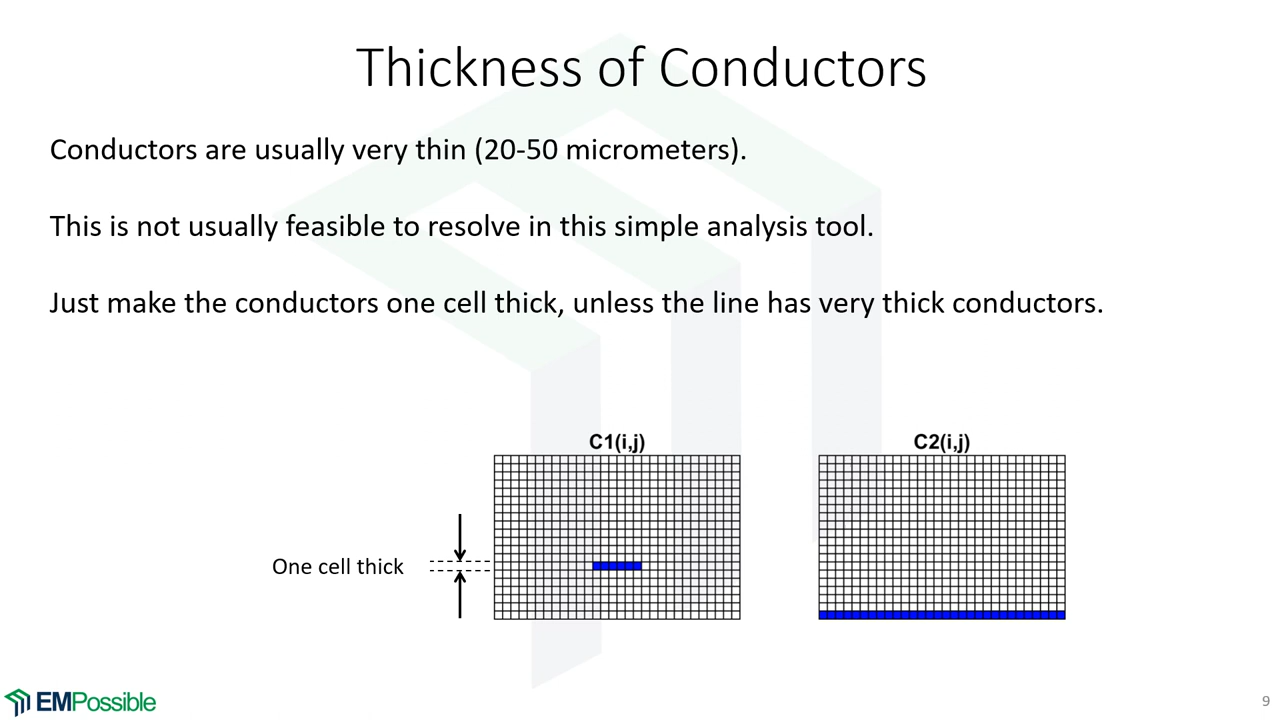 Thickness of Conductors
Conductors are usually very thin (20-50 micrometers).
This is not usually feasible to resolve in this simple analysis tool.
Just make the conductors one cell thick, unless the line has very thick conductors.
C1(i,j)
C2(i,j)
One cell thick
EMPossible
9